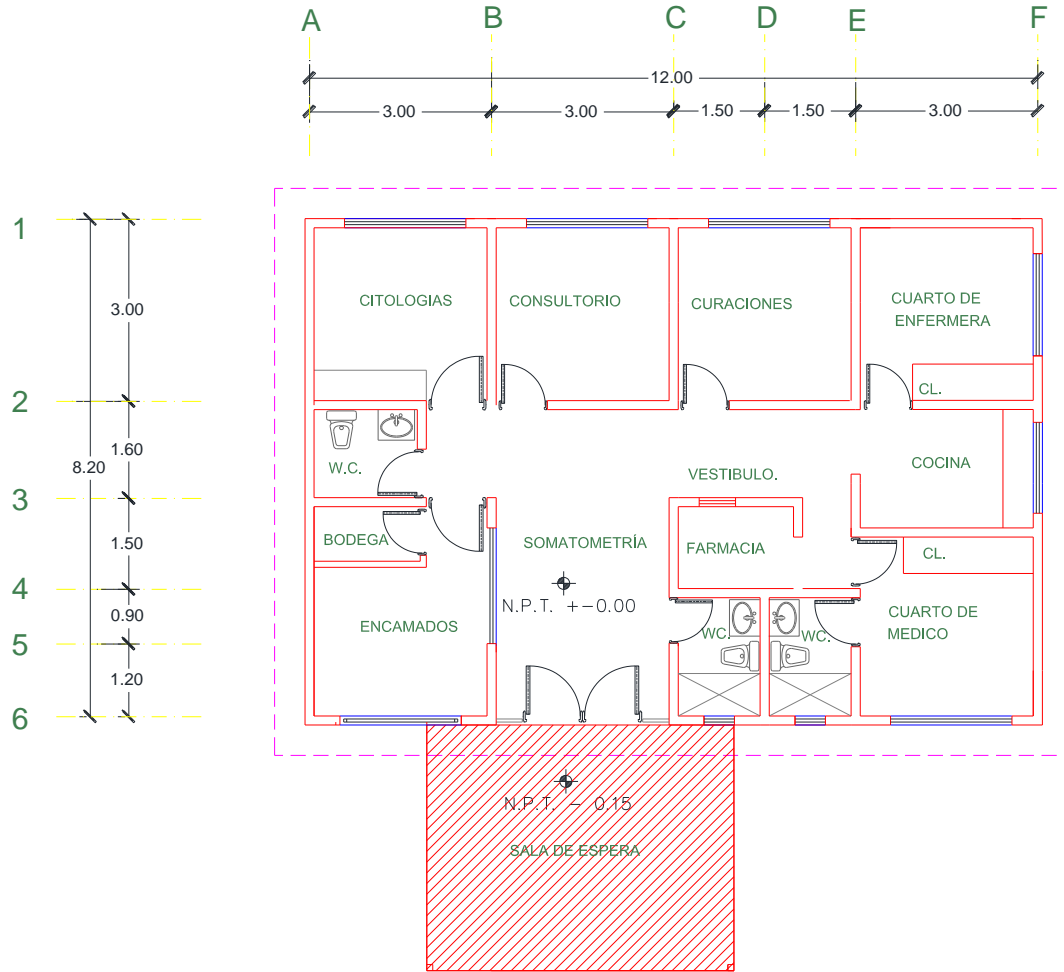 A B C D E F
12.00
3.00 3.00 1.50 1.50 3.00
1
2
3
4
5
6
3.00
1.60
8.20
1.50
0.90
1.20
CITOLOGIAS
CONSULTORIO
CURACIONES
CUARTO DE
ENFERMERA
CL.
W.C.
VESTIBULO.
COCINA
BODEGA
SOMATOMETRÍA
FARMACIA
CL.
N.P.T. +-0.00
ENCAMADOS
WC.
WC.
CUARTO DE
MEDICO
N.P.T. - 0.15
SALA DE ESPERA